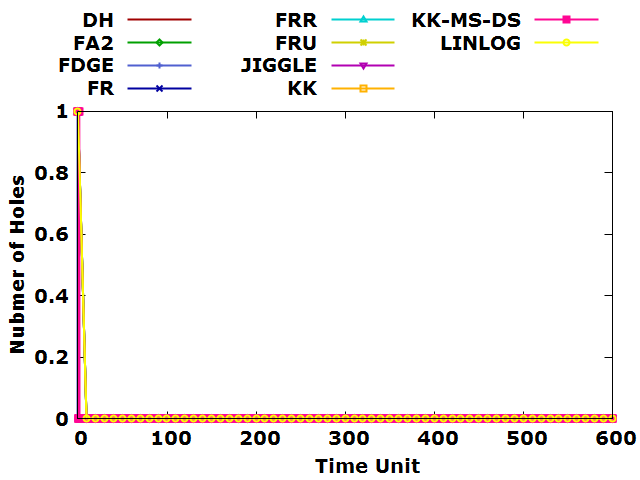 DH FRR KK-MS-DS
FA2 FRU LINLOG
FDGE JIGGLE
FR KK
1
0.8
0.6
0.4
0.2
0
Nubmer of Holes
0 100 200 300 400 500 600
Time Unit